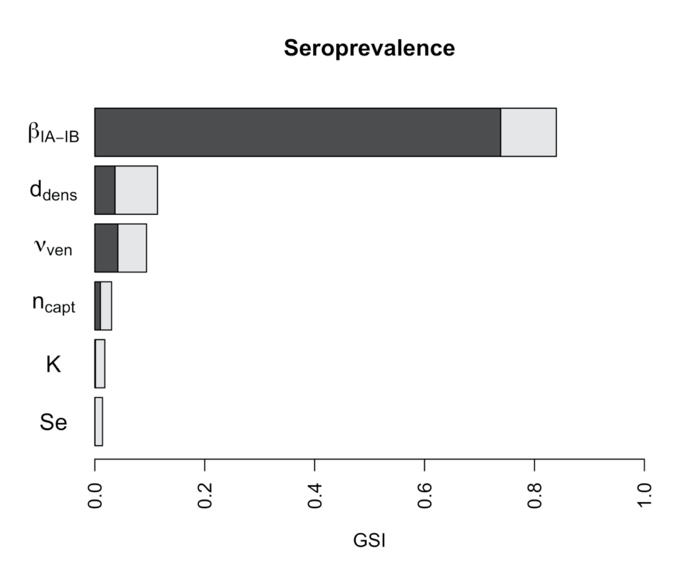 Seroprevalence
βIA−IB
ddens
νven
ncapt
K
Se
0.0
0.2
0.4
0.6
0.8
1.0
GSI